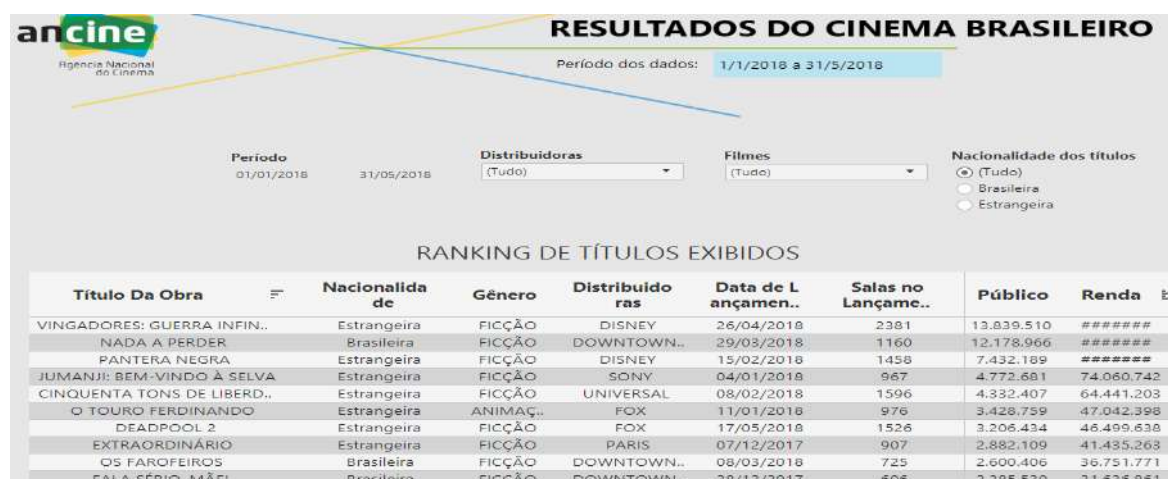 ancine
Agência Nacional
do Cinema
RESULTADOS DO CINEMA BRASILEIRO
Período dos dados: 1/1/2018 a 31/5/2018
Período Distribuidoras Filmes Nacionalidade dos títulos
01/01/2018 31/05/2018 (Tudo) (Tudo) (Tudo)
Brasileira
Estrangeira
RANKING DE TÍTULOS EXIBIDOS
Título Da Obra Nacionalida de Gênero Distribuido ras Data de L ançamen.. Salas no Lançame.. Público Renda
VINGADORES: GUERRA INFIN.. Estrangeira FICÇÃO DISNEY 26/04/2018 2381 13.839.510 #######
NADA A PERDER Brasileira FICÇÃO DOWNTOWN.. 29/03/2018 1160 12.178.966 #######
PANTERA NEGRA Estrangeira FICÇÃO DISNEY 15/02/2018 1458 7.432.189 #######
JUMANJI: BEM-VINDO À SELVA Estrangeira FICÇÃO SONY 04/01/2018 967 4.772.681 74.060.742
CINQUENTA TONS DE LIBERD.. Estrangeira FICÇÃO UNIVERSAL 08/02/2018 1596 4.332.407 64.441.203
O TOURO FERDINANDO Estrangeira ANIMAÇ.. FOX 11/01/2018 976 3.428.759 47.042.398
DEADPOOL 2 Estrangeira FICÇÃO FOX 17/05/2018 1526 3.206.434 46.499.638
EXTRAORDINÁRIO Estrangeira FICÇÃO PARIS 07/12/2017 907 2.882.109 41.435.263
OS FAROFEIROS Brasileira FICÇÃO DOWNTOWN.. 08/03/2018 725 2.600.406 36.751.771
FALA SÉRIO, MÃE! Brasileira FICÇÃO DOWNTOWN.. 28/12/2017